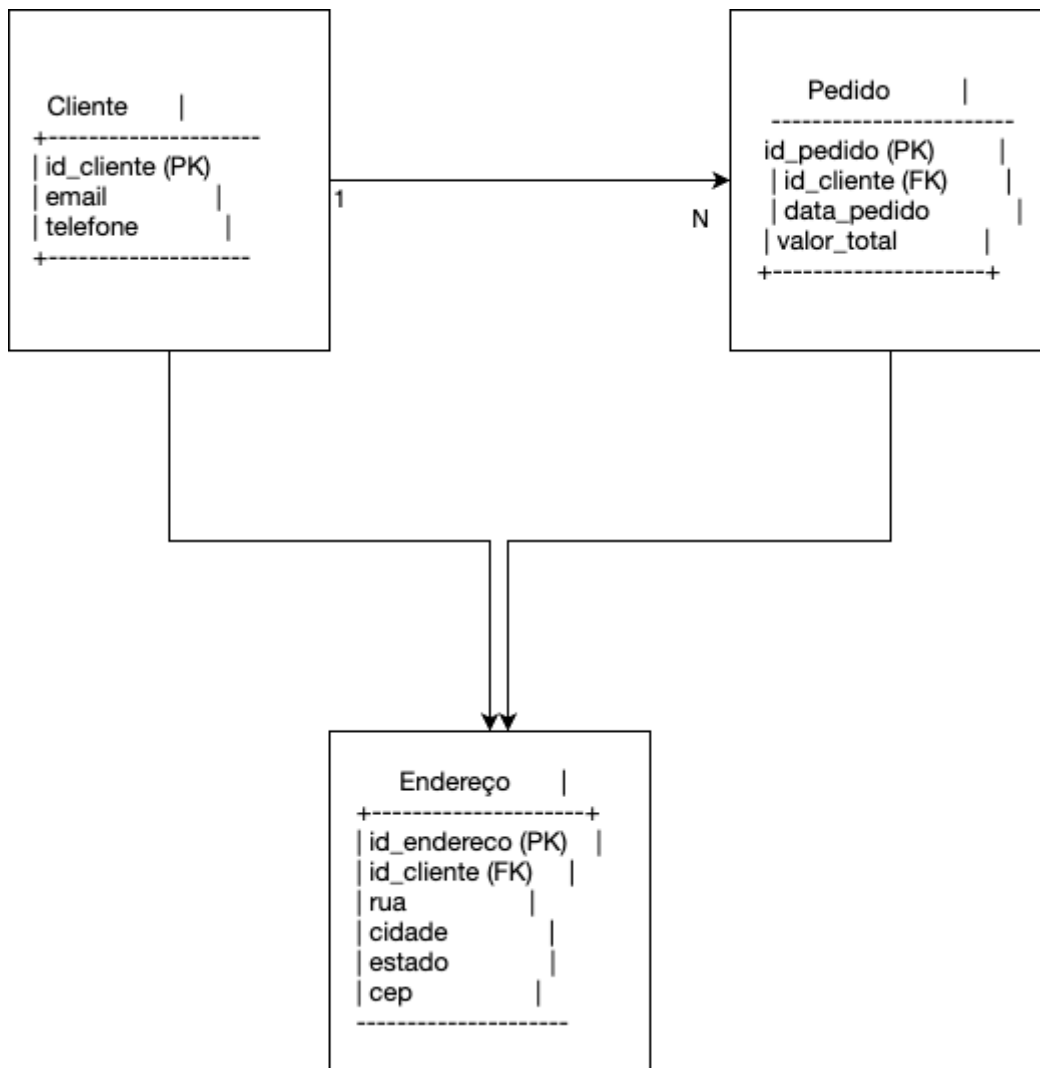 Cliente |
+---------------------
| id_cliente (PK)
| email |
| telefone |
+--------------------
1
N
Pedido |
------------------------
id_pedido (PK) |
| id_cliente (FK) |
| data_pedido |
| valor_total |
+---------------------+
Endereço |
+---------------------+
| id_endereco (PK) |
| id_cliente (FK) |
| rua |
| cidade |
| estado |
| cep |
---------------------